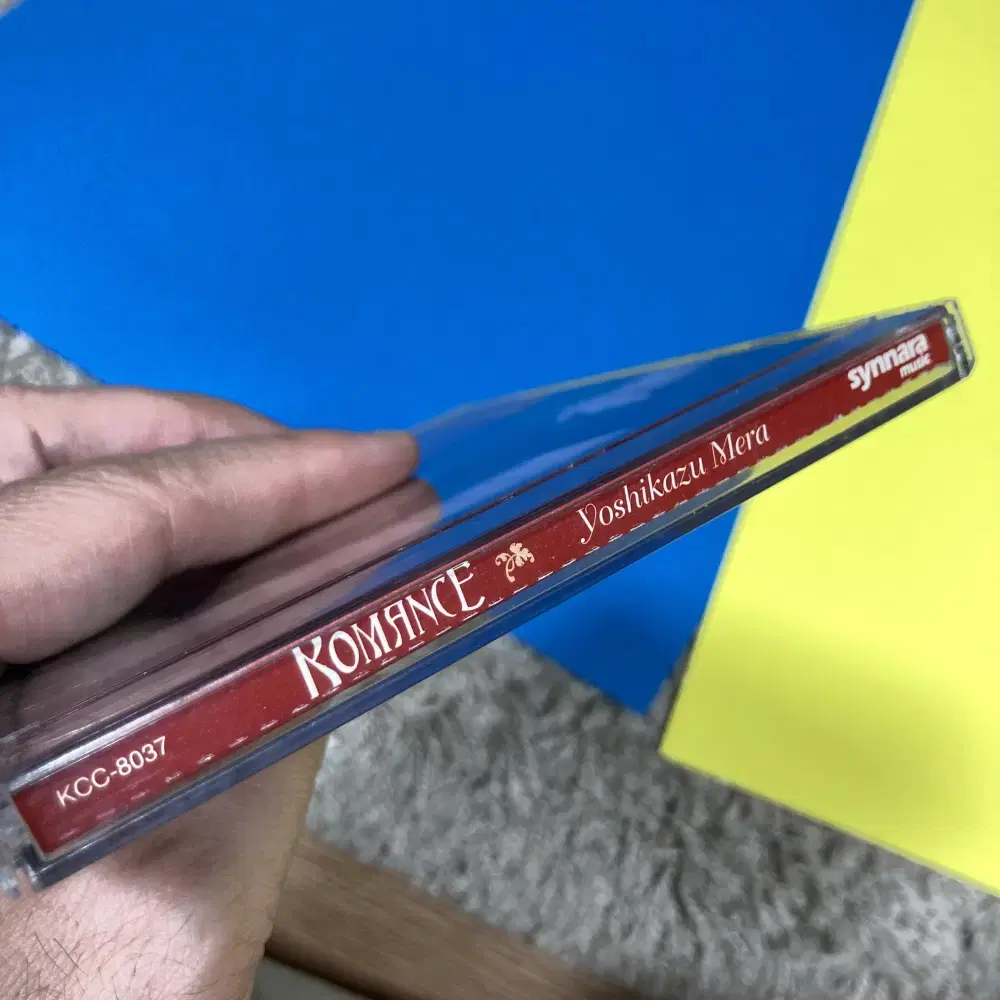 KCC-8037
ROMANCE
Yoshikazu Mera
synnara
music